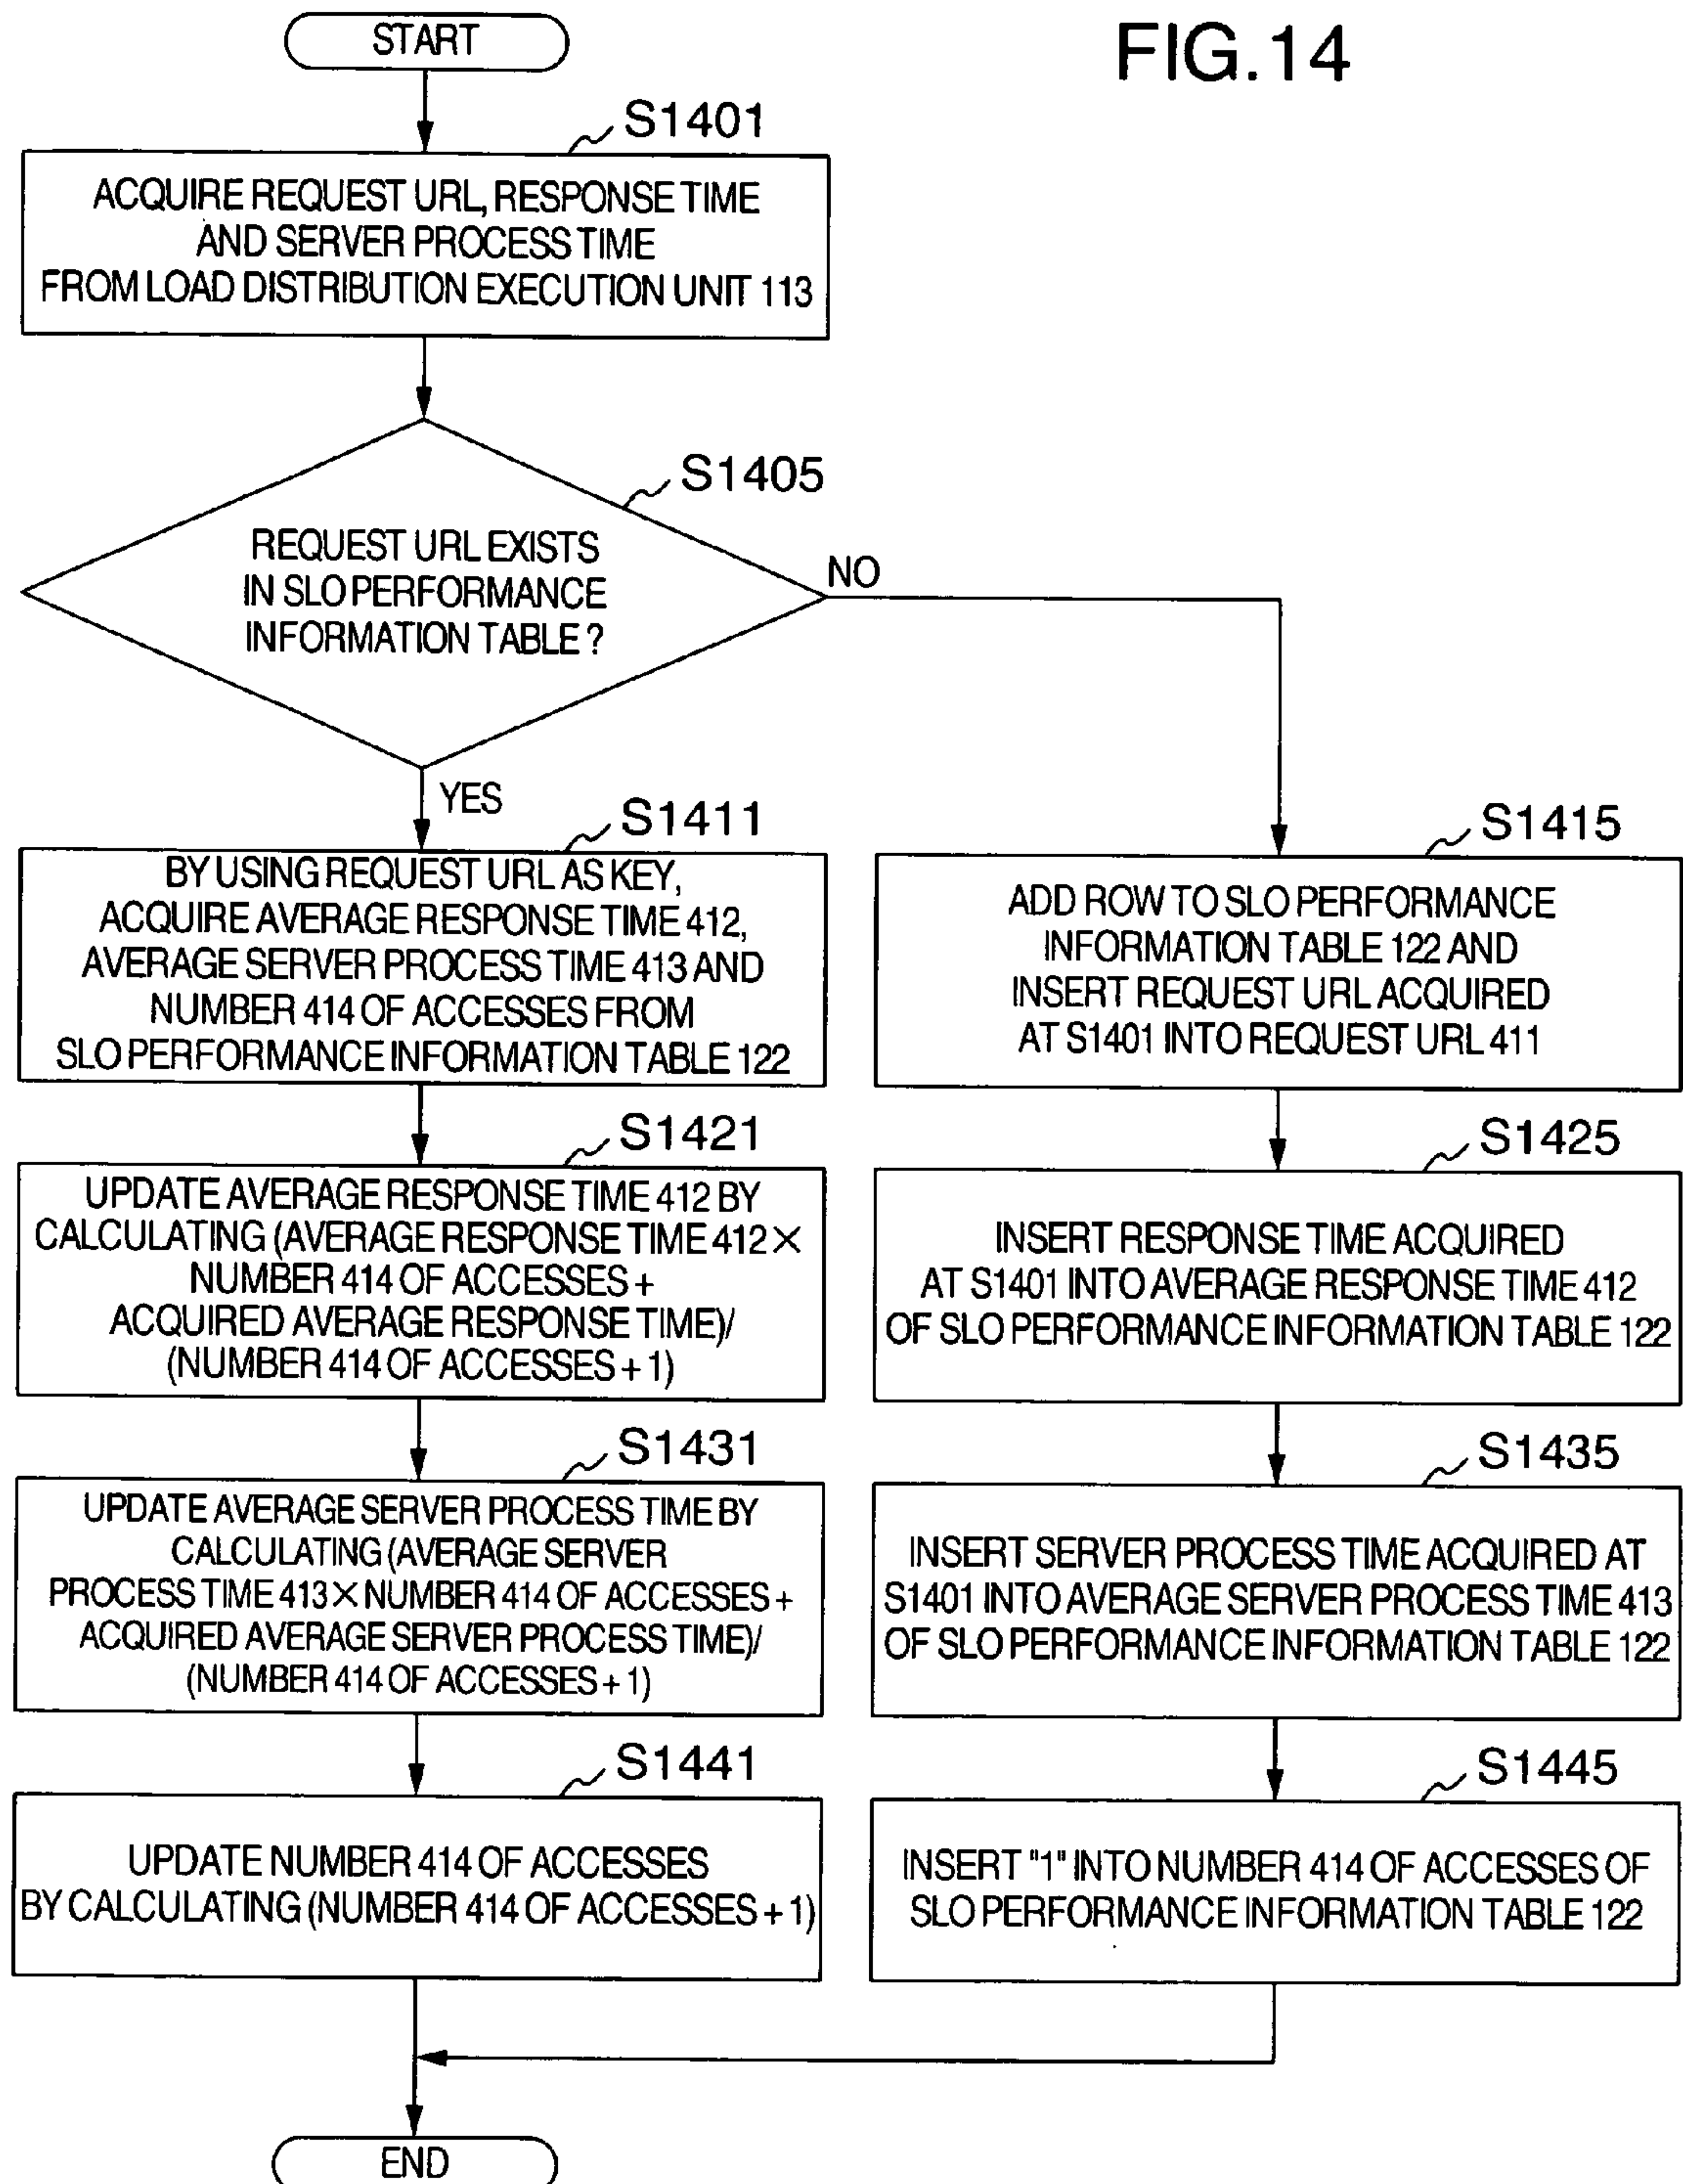 FIG.14
START
S1401
ACQUIRE REQUEST URL, RESPONSE TIME
AND SERVER PROCESS TIME
FROM LOAD DISTRIBUTION EXECUTION UNIT 113
S1405
REQUEST URL EXISTS
IN SLO PERFORMANCE
INFORMATION TABLE ?
NO
YES
S1411
BY USING REQUEST URL AS KEY,
ACQUIRE AVERAGE RESPONSE TIME 412,
AVERAGE SERVER PROCESS TIME 413 AND
NUMBER 414 OF ACCESSES FROM
SLO PERFORMANCE INFORMATION TABLE 122
S1421
UPDATE AVERAGE RESPONSE TIME 412 BY
CALCULATING (AVERAGE RESPONSE TIME 412 ×
NUMBER 414 OF ACCESSES +
ACQUIRED AVERAGE RESPONSE TIME)/
(NUMBER 414 OF ACCESSES + 1)
S1431
UPDATE AVERAGE SERVER PROCESS TIME BY
CALCULATING (AVERAGE SERVER
PROCESS TIME 413 × NUMBER 414 OF ACCESSES +
ACQUIRED AVERAGE SERVER PROCESS TIME)/
(NUMBER 414 OF ACCESSES + 1)
S1441
UPDATE NUMBER 414 OF ACCESSES
BY CALCULATING (NUMBER 414 OF ACCESSES + 1)
S1415
ADD ROW TO SLO PERFORMANCE
INFORMATION TABLE 122 AND
INSERT REQUEST URL ACQUIRED
AT S1401 INTO REQUEST URL 411
S1425
INSERT RESPONSE TIME ACQUIRED
AT S1401 INTO AVERAGE RESPONSE TIME 412
OF SLO PERFORMANCE INFORMATION TABLE 122
S1435
INSERT SERVER PROCESS TIME ACQUIRED AT
S1401 INTO AVERAGE SERVER PROCESS TIME 413
OF SLO PERFORMANCE INFORMATION TABLE 122
S1445
INSERT "1" INTO NUMBER 414 OF ACCESSES OF
SLO PERFORMANCE INFORMATION TABLE 122
END